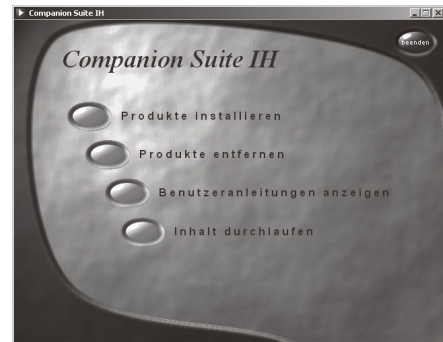 Companion Suite IH
beenden
Companion Suite IH
Produkte installieren
Produkte entfernen
Benutzeranleitungen anzeigen
Inhalt durchlaufen